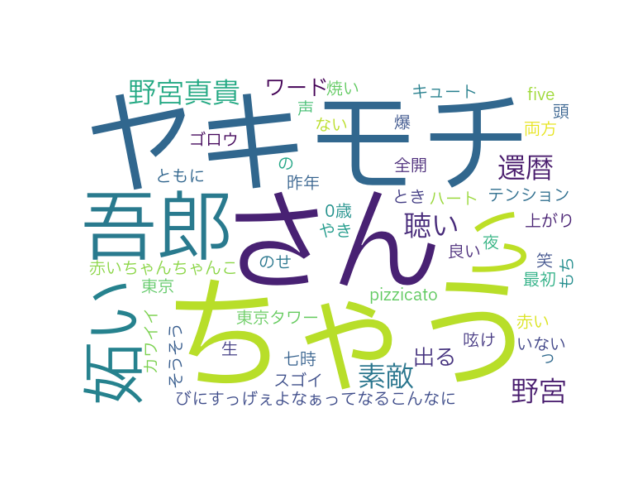 野宮真貴
ワード
焼い
キュート
five
声
頭
ヤキモチ
ない
爆
両方
ゴロウ
の
全開
還暦
ともに
昨年
とき
ハート
テンション
吾郎
さん
0歳
やき
聴い
上がり
う
良い
夜
笑
赤いちゃんちゃんこ
のせ
最初
もち
東京
ちゃう
pizzicato
妬い
カワイイ
そうそう
東京タワー
赤い
生
七時
出る
呟け
いない
っ
スゴイ
素敵
野宮
びにすっげぇよなぁってなるこんなに